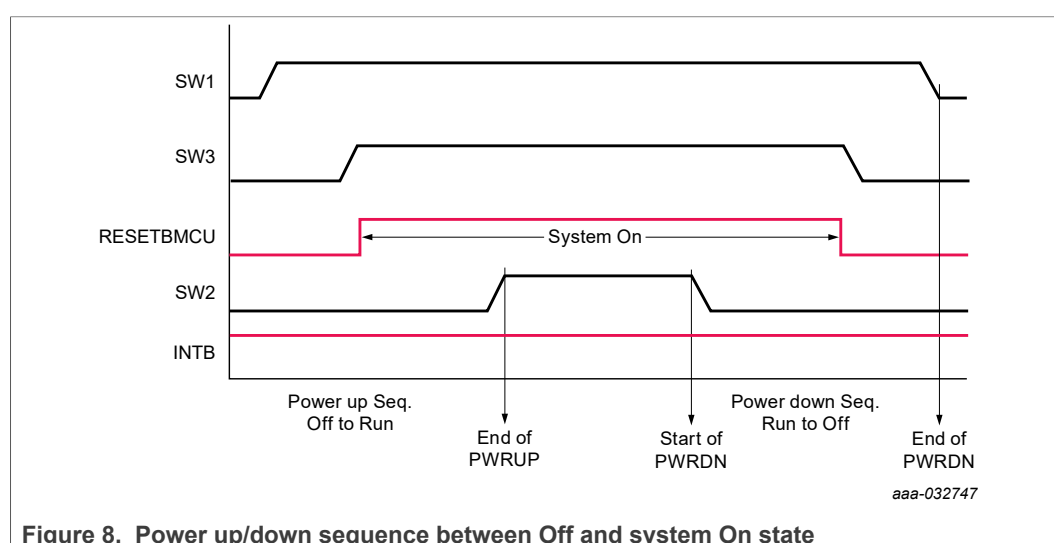 SW1
SW3
RESETBMCU
System On
SW2
INTB
Power up Seq.
Off to Run
End of
PWRUP
Start of
PWRDN
Power down Seq.
Run to Off
End of
PWRDN
aaa-032747
Figure 8. Power up/down sequence between Off and system On state